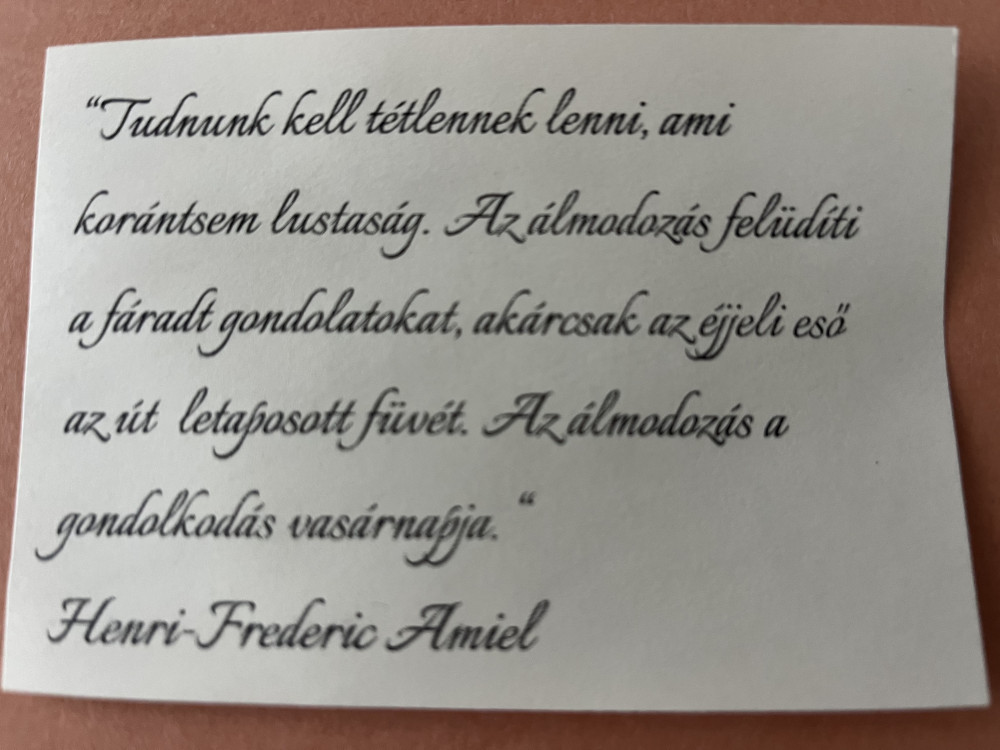 “Tudnunk kell tétlennek lenni, ami
korántsem lustaság. Az álmodozás felüdíti
a fáradt gondolatokat, akárcsak az éjjeli eső
az út letaposott füvét. Az álmodozás a
gondolkodás vasárnapja. “
Henri-Frederic Amiel